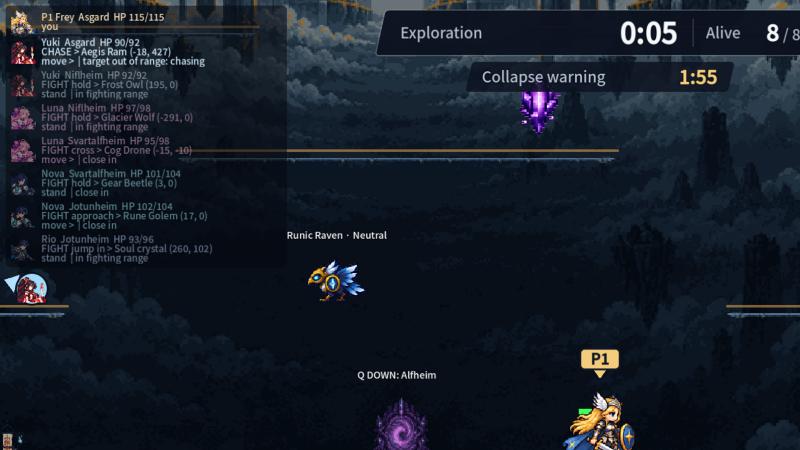 P1 Frey Asgard HP 115/115
you
Yuki Asgard HP 90/92
CHASE > Aegis Ram (-18, 427)
move > | target out of range: chasing
Yuki Niflheim HP 92/92
FIGHT hold > Frost Owl (195, 0)
stand | in fighting range
Luna Niflheim HP 97/98
FIGHT hold > Glacier Wolf (-291, 0)
stand | in fighting range
Luna Svartalfheim HP 95/98
FIGHT cross > Cog Drone (-15, -10)
move > | close in
Nova Svartalfheim HP 101/104
FIGHT hold > Gear Beetle (3, 0)
stand | close in
Nova Jotunheim HP 102/104
FIGHT approach > Rune Golem (17, 0)
move > | close in
Rio Jotunheim HP 93/96
FIGHT jump in > Soul crystal (260, 102)
stand | in fighting range
Exploration 0:05 Alive 8 / 8
Collapse warning 1:55
Runic Raven · Neutral
P1
Q DOWN: Alfheim